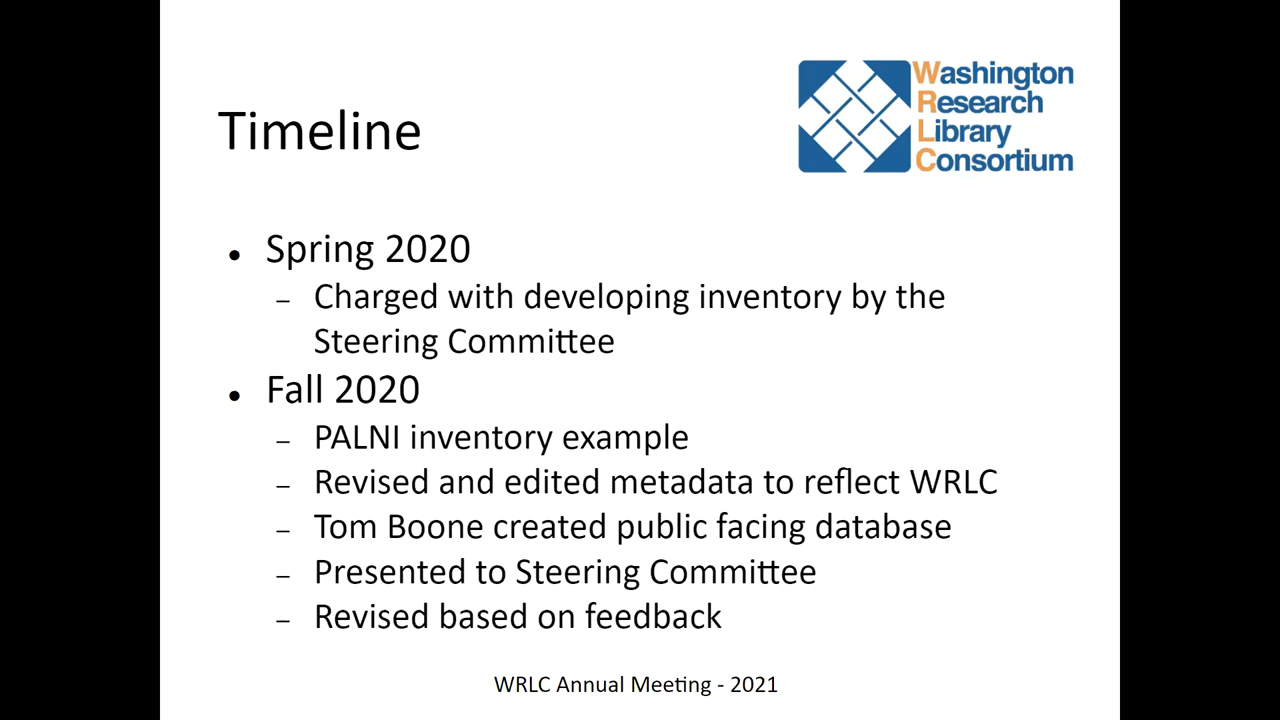 Timeline
Washington
Research
Library
Consortium
• Spring 2020
– Charged with developing inventory by the
Steering Committee
• Fall 2020
– PALNI inventory example
– Revised and edited metadata to reflect WRLC
– Tom Boone created public facing database
– Presented to Steering Committee
– Revised based on feedback
WRLC Annual Meeting - 2021